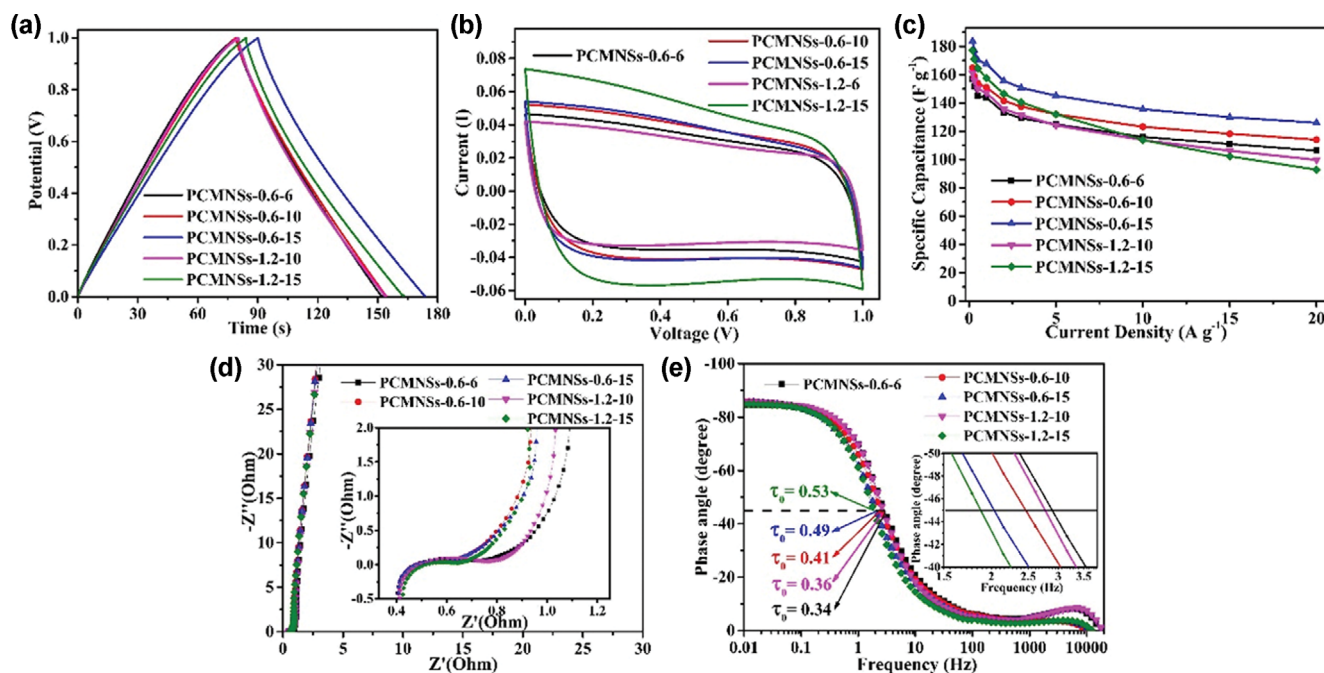 (a)
1.0
0.8
0.6
0.4
0.2
0.0
Potential (V)
PCMNSs-0.6-6
PCMNSs-0.6-10
PCMNSs-0.6-15
PCMNSs-1.2-10
PCMNSs-1.2-15
0 30 60 90 120 150 180
Time (s)
(b)
0.08
0.06
0.04
0.02
0.00
-0.02
-0.04
-0.06
Current (I)
PCMNSs-0.6-6
PCMNSs-0.6-10
PCMNSs-0.6-15
PCMNSs-1.2-6
PCMNSs-1.2-15
0.0 0.2 0.4 0.6 0.8 1.0
Voltage (V)
(c)
180
160
140
120
100
80
60
40
20
0
Specific Capacitance (F g⁻¹)
PCMNSs-0.6-6
PCMNSs-0.6-10
PCMNSs-0.6-15
PCMNSs-1.2-10
PCMNSs-1.2-15
0 5 10 15 20
Current Density (A g⁻¹)
(d)
-30
25
20
15
10
5
0
-Z''(Ohm)
PCMNSs-0.6-6
PCMNSs-0.6-10
PCMNSs-0.6-15
PCMNSs-1.2-10
PCMNSs-1.2-15
2.0
1.5
1.0
0.5
0.0
-0.5
-Z''(Ohm)
0.4 0.6 0.8 1.0 1.2
Z'(Ohm)
0 5 10 15 20 25 30
Z'(Ohm)
(e)
-100
-80
-60
-40
-20
0
Phase angle (degree)
PCMNSs-0.6-6
PCMNSs-0.6-10
PCMNSs-0.6-15
PCMNSs-1.2-10
PCMNSs-1.2-15
τ₀= 0.53
τ₀= 0.49
τ₀= 0.41
τ₀= 0.36
τ₀= 0.34
-50
-48
-46
-44
-42
-40
Phase angle (degree)
1.5 2 2.5 3 3.5
Frequency (Hz)
0.01 0.1 1 10 100 1000 10000
Frequency (Hz)